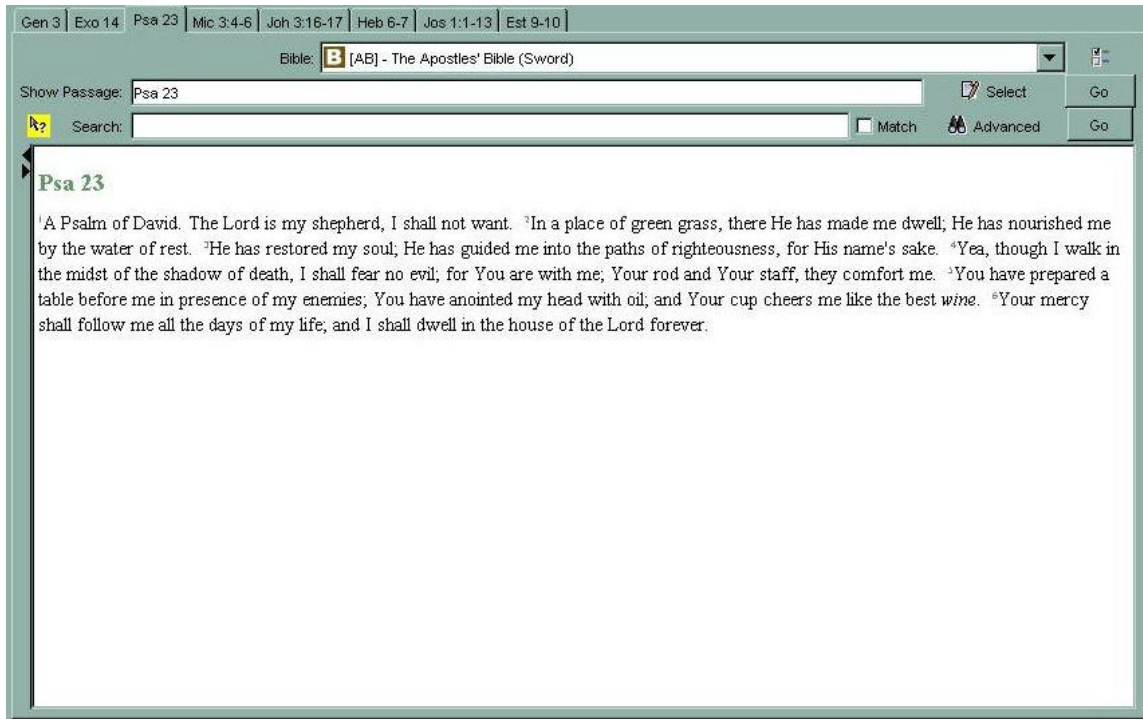 Gen 3 Exo 14 Psa 23 Mic 3:4-6 Joh 3:16-17 Heb 6-7 Jos 1:1-13 Est 9-10
Bible: B [AB] - The Apostles' Bible (Sword)
Show Passage: Psa 23 Select Go
? Search: Match Advanced Go
Psa 23
1A Psalm of David. The Lord is my shepherd, I shall not want. 2In a place of green grass, there He has made me dwell; He has nourished me
by the water of rest. 3He has restored my soul; He has guided me into the paths of righteousness, for His name's sake. 4Yea, though I walk in
the midst of the shadow of death, I shall fear no evil; for You are with me; Your rod and Your staff, they comfort me. 5You have prepared a
table before me in presence of my enemies; You have anointed my head with oil; and Your cup cheers me like the best wine. 6Your mercy
shall follow me all the days of my life; and I shall dwell in the house of the Lord forever.